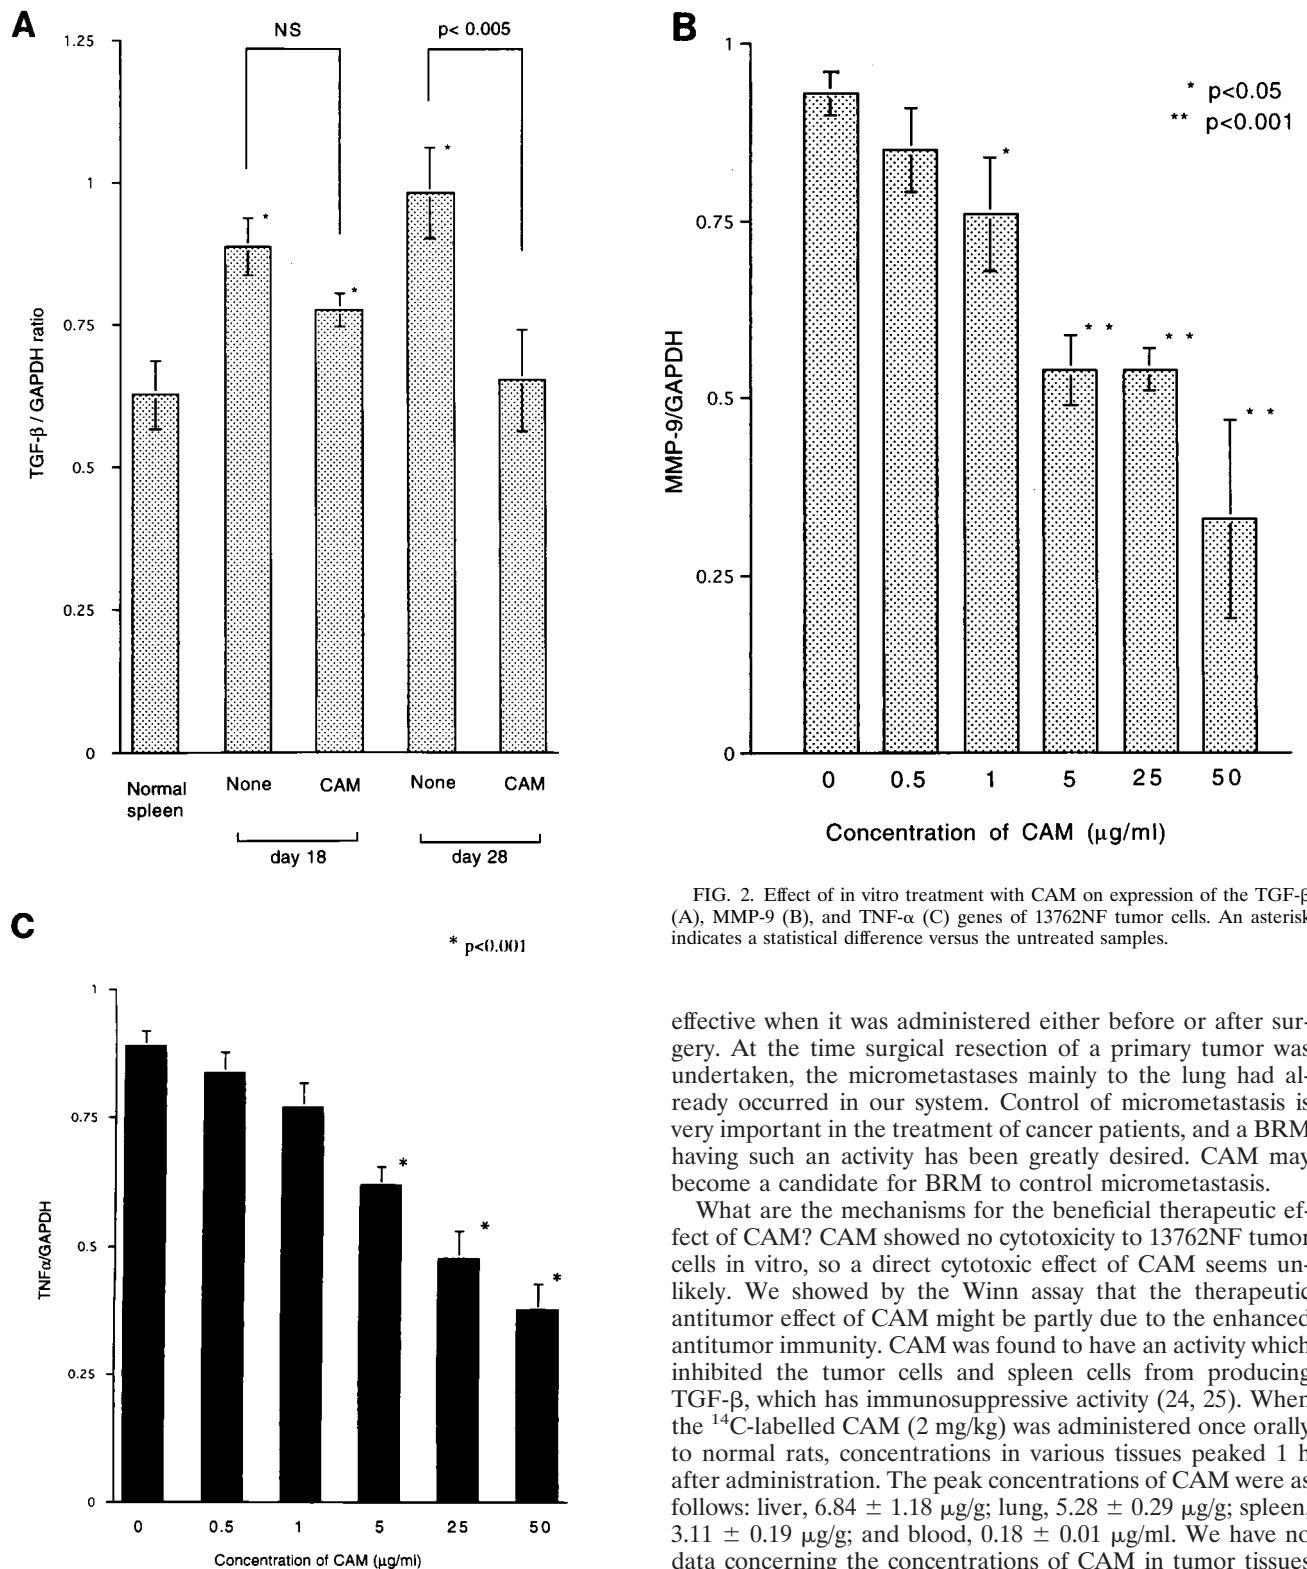 A
NS
p< 0.005
1.25
1
0.75
0.5
0.25
0
TGF-β / GAPDH ratio
*
*
*
Normal
spleen
None
CAM
None
CAM
day 18
day 28
B
* p<0.05
** p<0.001
1
0.75
0.5
0.25
0
MMP-9/GAPDH
*
* *
* *
* *
0 0.5 1 5 25 50
Concentration of CAM (μg/ml)
FIG. 2. Effect of in vitro treatment with CAM on expression of the TGF-β
(A), MMP-9 (B), and TNF-α (C) genes of 13762NF tumor cells. An asterisk
indicates a statistical difference versus the untreated samples.
C
* p<0.001
1
0.75
0.5
0.25
0
TNFα/GAPDH
*
*
*
0 0.5 1 5 25 50
Concentration of CAM (μg/ml)
effective when it was administered either before or after sur-
gery. At the time surgical resection of a primary tumor was
undertaken, the micrometastases mainly to the lung had al-
ready occurred in our system. Control of micrometastasis is
very important in the treatment of cancer patients, and a BRM
having such an activity has been greatly desired. CAM may
become a candidate for BRM to control micrometastasis.
What are the mechanisms for the beneficial therapeutic ef-
fect of CAM? CAM showed no cytotoxicity to 13762NF tumor
cells in vitro, so a direct cytotoxic effect of CAM seems un-
likely. We showed by the Winn assay that the therapeutic
antitumor effect of CAM might be partly due to the enhanced
antitumor immunity. CAM was found to have an activity which
inhibited the tumor cells and spleen cells from producing
TGF-β, which has immunosuppressive activity (24, 25). When
the ¹⁴C-labelled CAM (2 mg/kg) was administered once orally
to normal rats, concentrations in various tissues peaked 1 h
after administration. The peak concentrations of CAM were as
follows: liver, 6.84 ± 1.18 μg/g; lung, 5.28 ± 0.29 μg/g; spleen,
3.11 ± 0.19 μg/g; and blood, 0.18 ± 0.01 μg/ml. We have no
data concerning the concentrations of CAM in tumor tissues